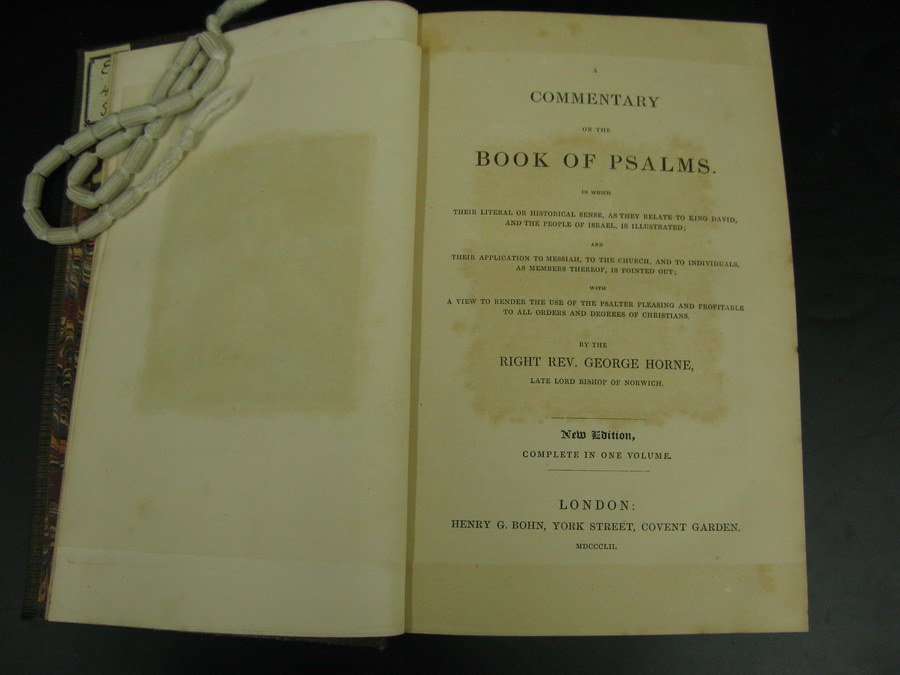 A
COMMENTARY
ON THE
BOOK OF PSALMS.
IN WHICH
THEIR LITERAL OR HISTORICAL SENSE, AS THEY RELATE TO KING DAVID,
AND THE PEOPLE OF ISRAEL, IS ILLUSTRATED;
AND
THEIR APPLICATION TO MESSIAH, TO THE CHURCH, AND TO INDIVIDUALS,
AS MEMBERS THEREOF, IS POINTED OUT;
WITH
A VIEW TO RENDER THE USE OF THE PSALTER PLEASING AND PROFITABLE
TO ALL ORDERS AND DEGREES OF CHRISTIANS.
BY THE
RIGHT REV. GEORGE HORNE,
LATE LORD BISHOP OF NORWICH.
New Edition,
COMPLETE IN ONE VOLUME.
LONDON:
HENRY G. BOHN, YORK STREET, COVENT GARDEN.
MDCCCLII.